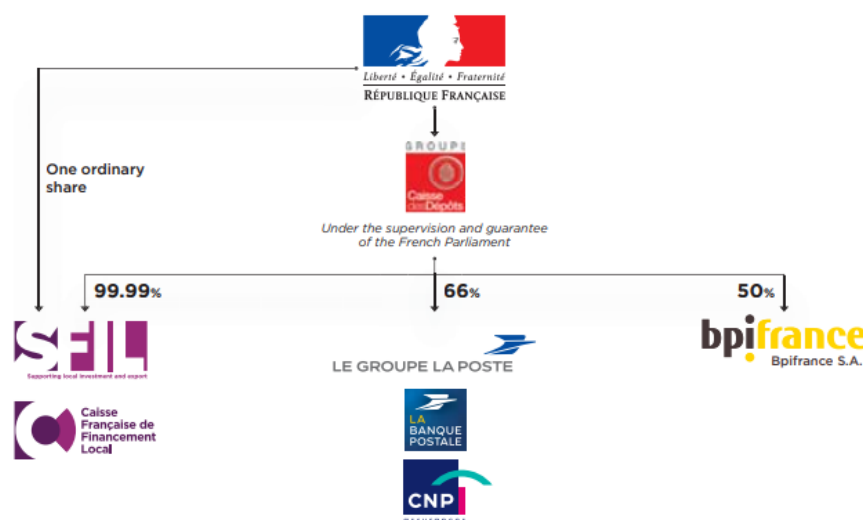 Liberté • Égalité • Fraternité
RÉPUBLIQUE FRANÇAISE
One ordinary
share
GROUPE
Caisse
des Dépôts
Under the supervision and guarantee
of the French Parliament
99.99%
66%
50%
SFIL
Supporting local investment and export
LE GROUPE LA POSTE
bpifrance
Bpifrance S.A.
Caisse
Française de
Financement
Local
LA
BANQUE
POSTALE
CNP